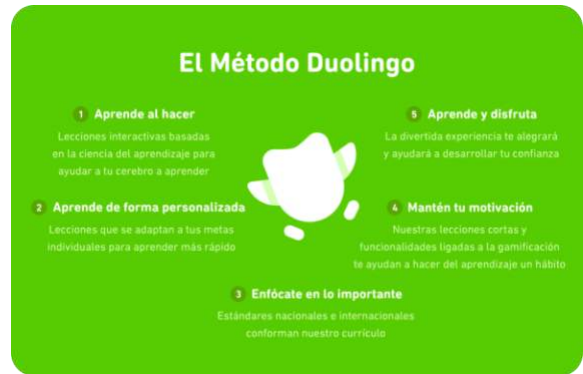 El Método Duolingo
1 Aprende al hacer
Lecciones interactivas basadas
en la ciencia del aprendizaje para
ayudar a tu cerebro a aprender
2 Aprende de forma personalizada
Lecciones que se adaptan a tus metas
individuales para aprender más rápido
3 Enfócate en lo importante
Estándares nacionales e internacionales
conforman nuestro currículo
4 Mantén tu motivación
Nuestras lecciones cortas y
funcionalidades ligadas a la gamificación
te ayudan a hacer del aprendizaje un hábito
5 Aprende y disfruta
La divertida experiencia te alegrará
y ayudará a desarrollar tu confianza